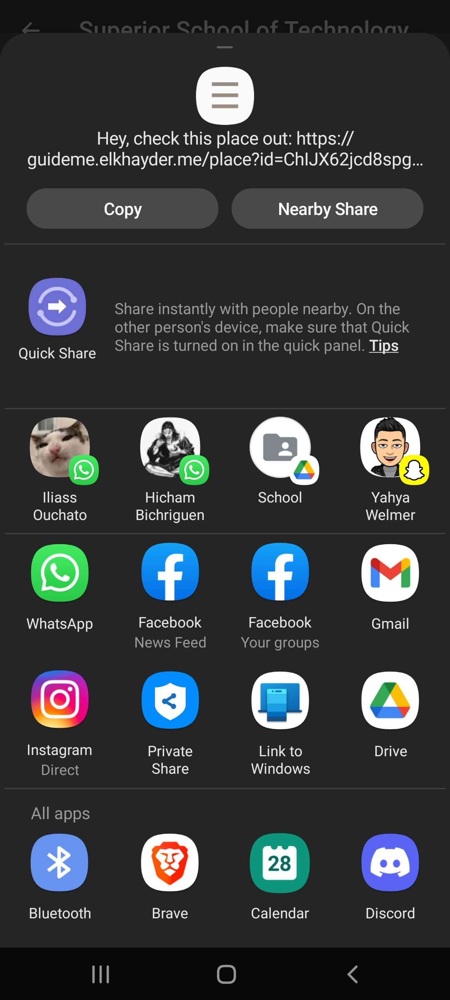 Superior School of Technology
Hey, check this place out: https://
guideme.elkhayder.me/place?id=ChIJX62jcd8spg...
Copy
Nearby Share
Share instantly with people nearby. On the
other person's device, make sure that Quick
Share is turned on in the quick panel. Tips
Quick Share
Iliass
Ouchato
Hicham
Bichriguen
School
Yahya
Welmer
WhatsApp
Facebook
News Feed
Facebook
Your groups
Gmail
Instagram
Direct
Private
Share
Link to
Windows
Drive
All apps
28
Bluetooth
Brave
Calendar
Discord